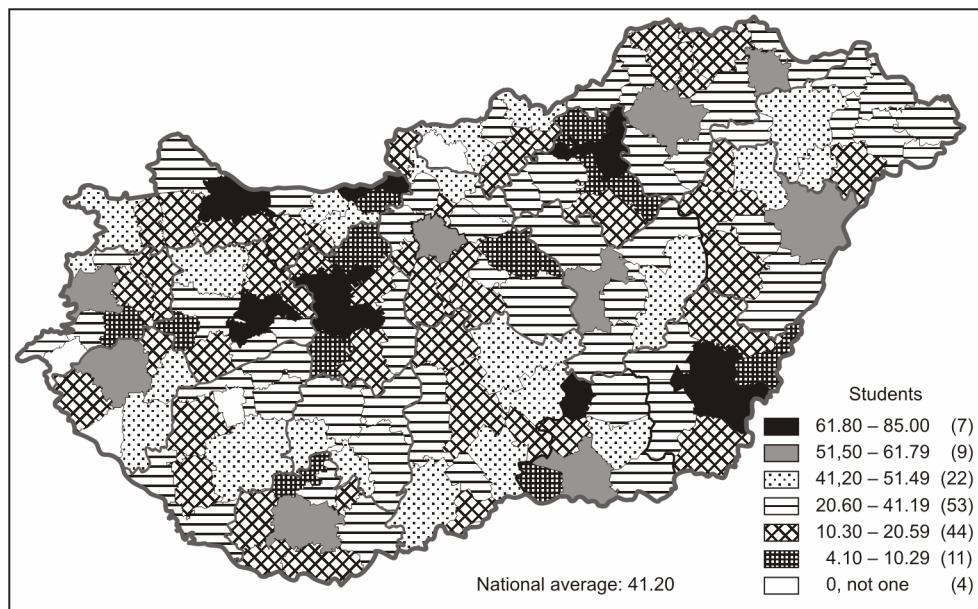 Students
61.80 – 85.00 (7)
51,50 – 61.79 (9)
41,20 – 51.49 (22)
20.60 – 41.19 (53)
10.30 – 20.59 (44)
4.10 – 10.29 (11)
0, not one (4)
National average: 41.20